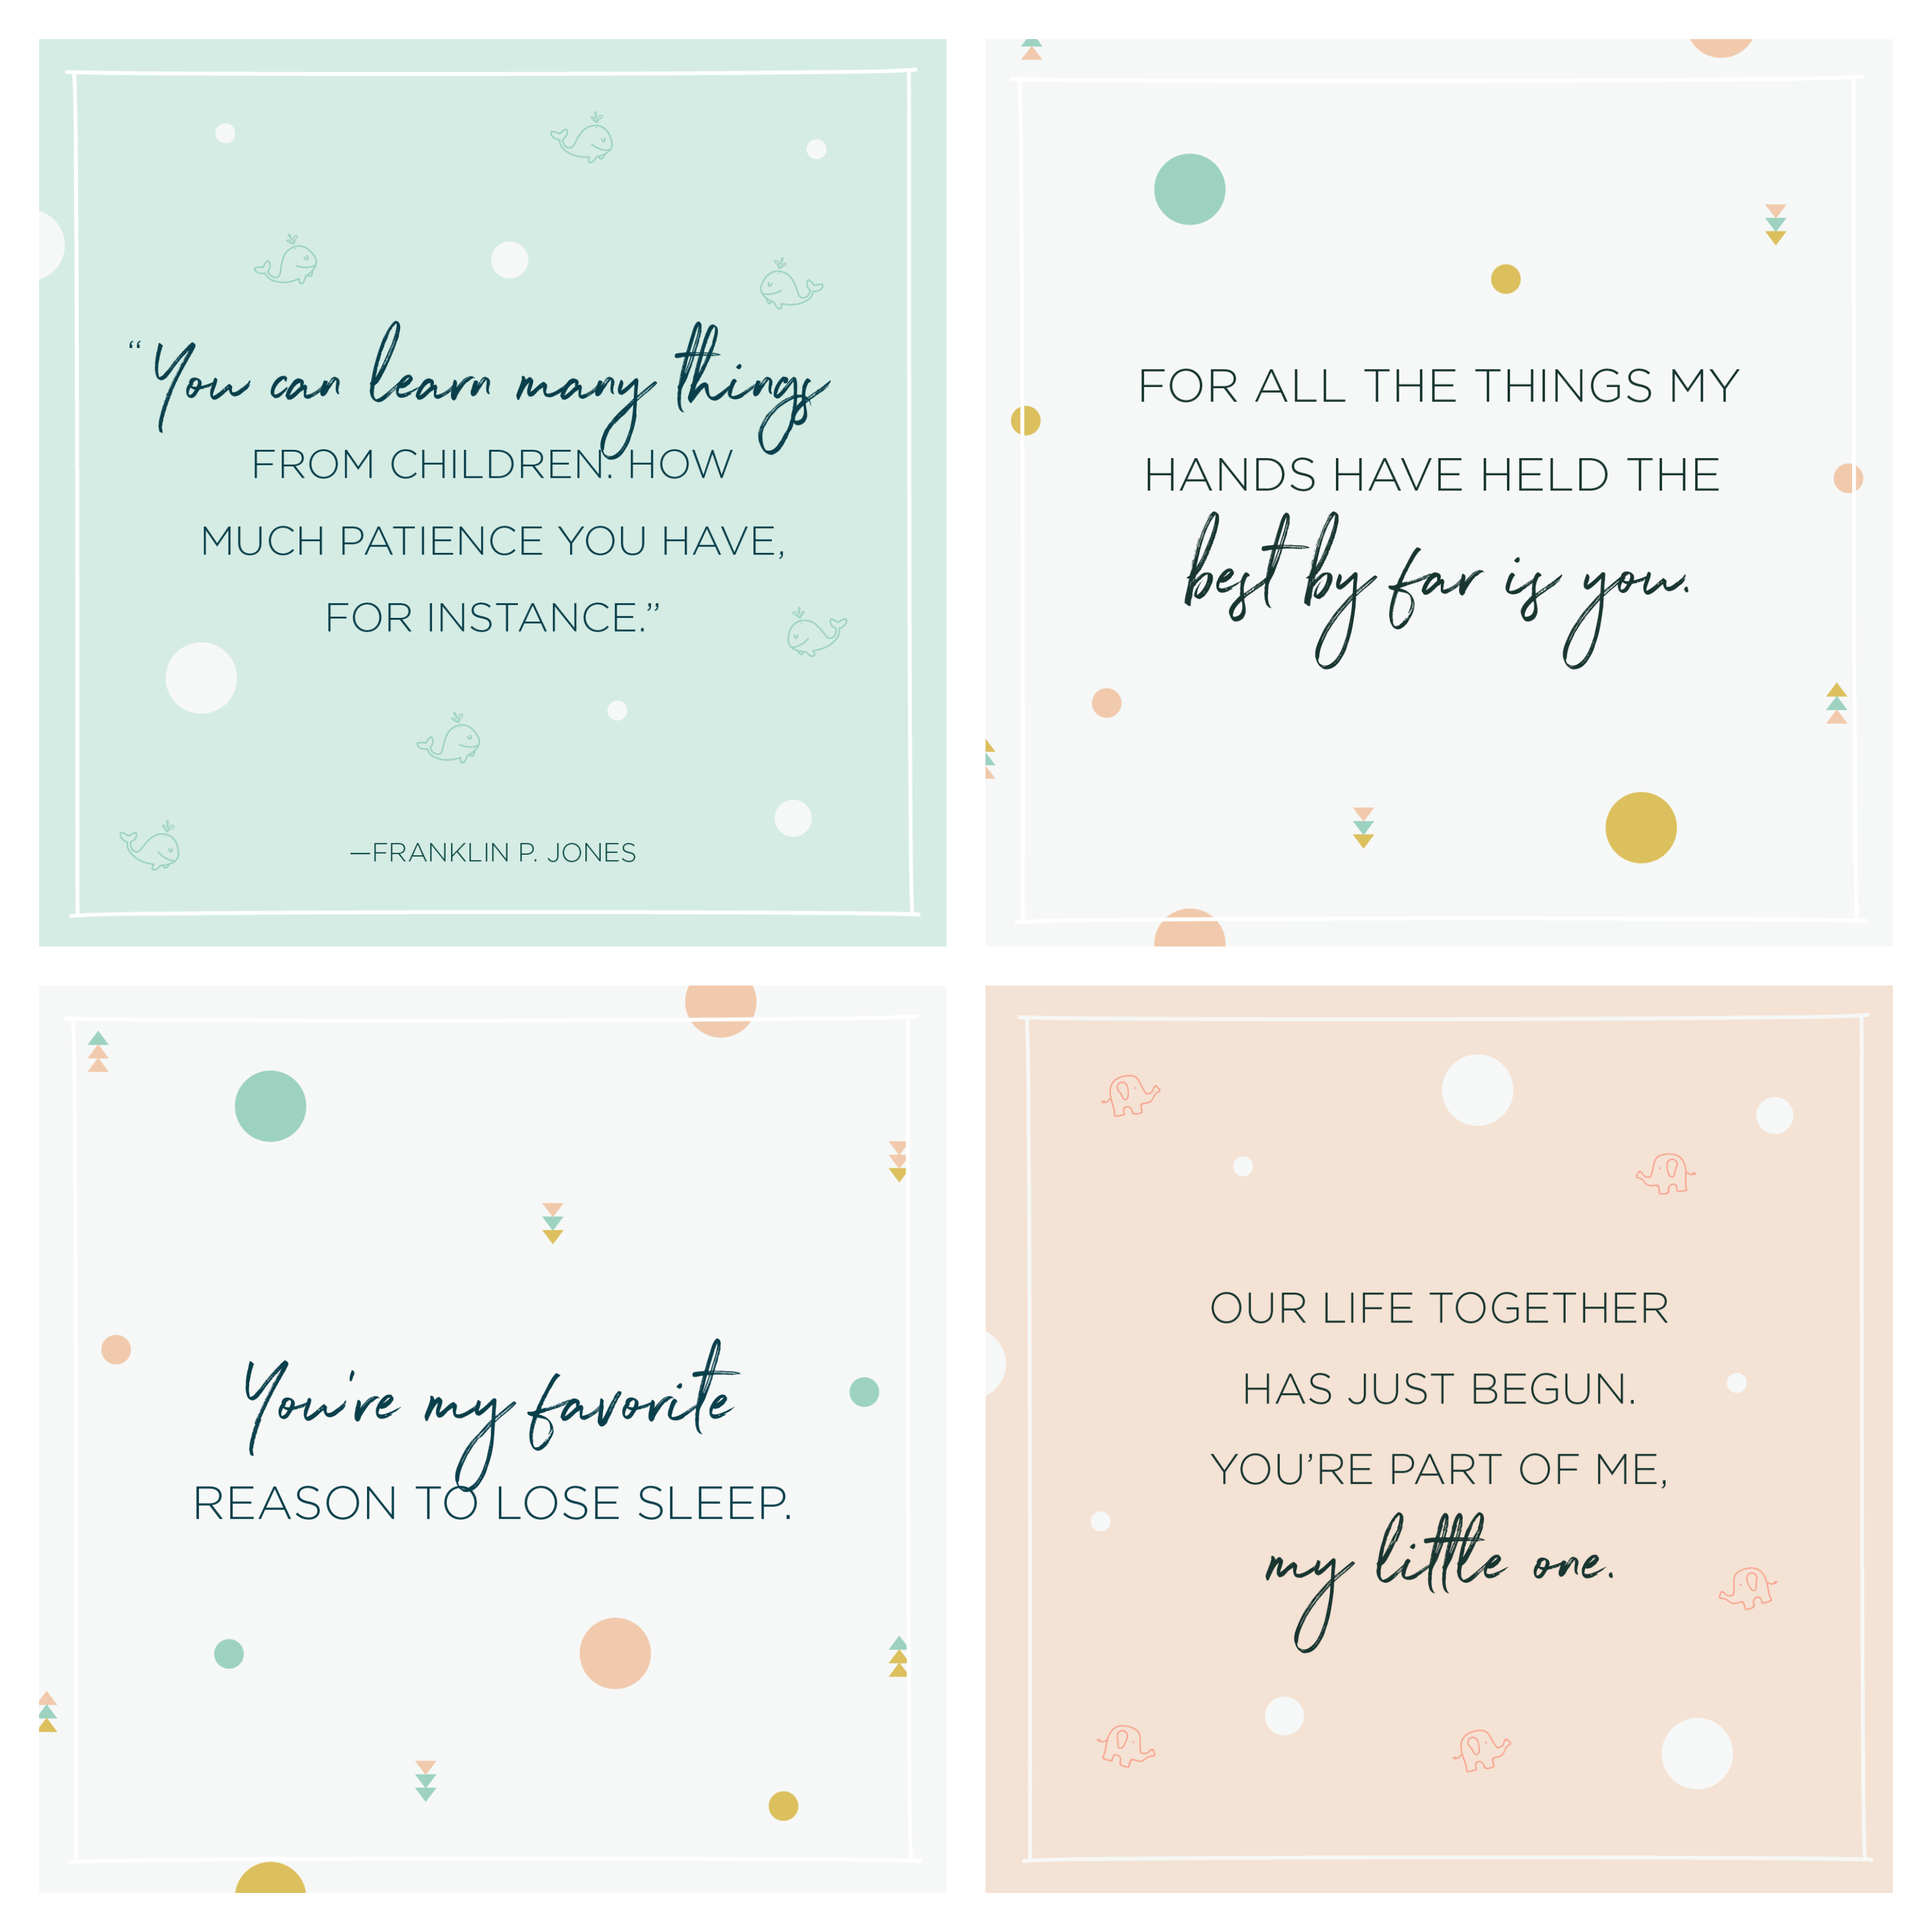 “You can learn many things
FROM CHILDREN. HOW
MUCH PATIENCE YOU HAVE,
FOR INSTANCE.”
—FRANKLIN P. JONES
FOR ALL THE THINGS MY
HANDS HAVE HELD THE
best by far is you.
You’re my favorite
REASON TO LOSE SLEEP.
OUR LIFE TOGETHER
HAS JUST BEGUN.
YOU’RE PART OF ME,
my little one.